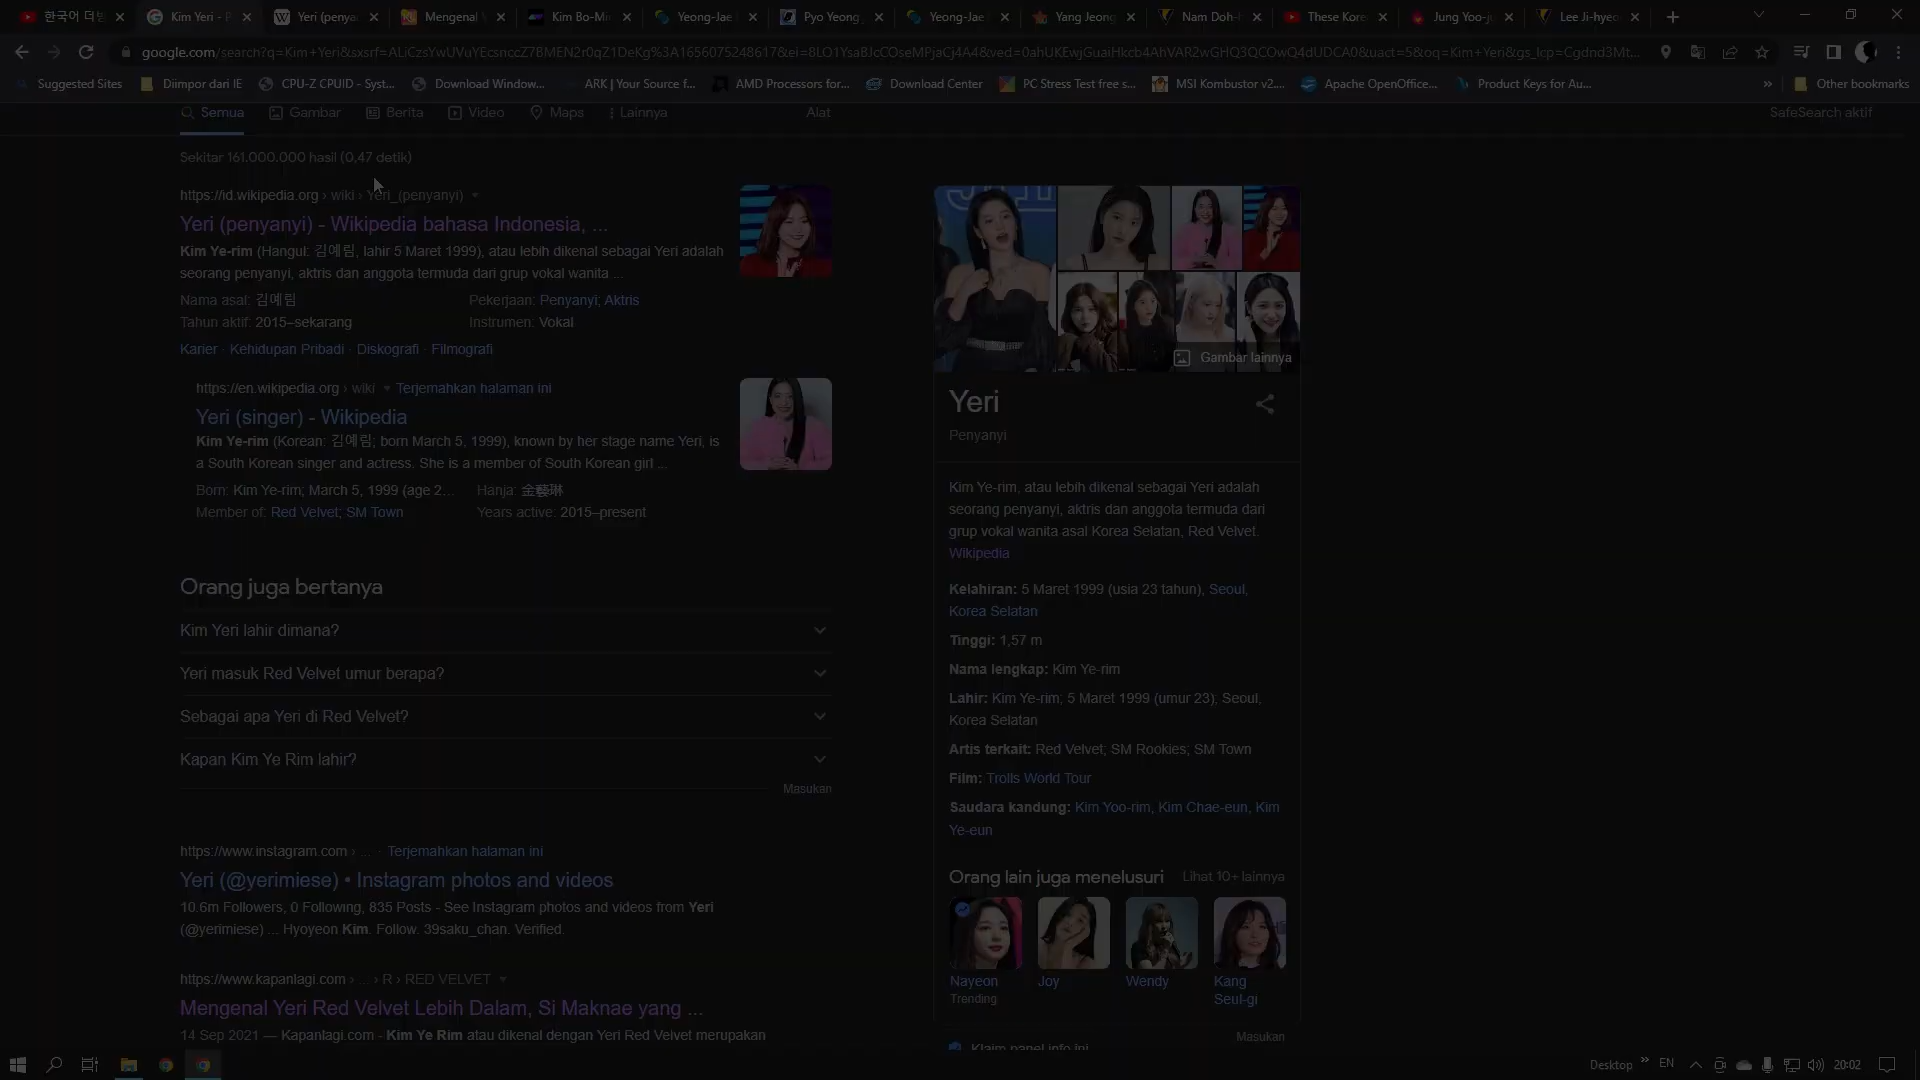 한국어 더빙
Kim Yeri - P
Yeri (penya
Mengenal Y
Kim Bo-Mi
Yeong-Jae
Pyo Yeong
Yeong-Jae
Yang Jeong
Nam Doh-h
These Kore
Jung Yoo-ju
Lee Ji-hyeo
Suggested Sites
Diimpor dari IE
CPU-Z CPUID - Syst...
Download Window...
ARK | Your Source f...
AMD Processors for...
Download Center
PC Stress Test free s...
MSI Kombustor v2....
Apache OpenOffice...
Product Keys for Au...
»
Other bookmarks
Semua
Gambar
Berita
Video
Maps
Lainnya
Alat
SafeSearch aktif
Sekitar 161.000.000 hasil (0,47 detik)
https://id.wikipedia.org › wiki › Yeri_(penyanyi)
Yeri (penyanyi) - Wikipedia bahasa Indonesia, ...
Kim Ye-rim (Hangul: 김예림, lahir 5 Maret 1999), atau lebih dikenal sebagai Yeri adalah
seorang penyanyi, aktris dan anggota termuda dari grup vokal wanita ...
Nama asal: 김예림
Pekerjaan: Penyanyi; Aktris
Tahun aktif: 2015–sekarang
Instrumen: Vokal
Karier · Kehidupan Pribadi · Diskografi · Filmografi
https://en.wikipedia.org › wiki Terjemahkan halaman ini
Yeri (singer) - Wikipedia
Kim Ye-rim (Korean: 김예림; born March 5, 1999), known by her stage name Yeri, is
a South Korean singer and actress. She is a member of South Korean girl ...
Born: Kim Ye-rim; March 5, 1999 (age 2...
Hanja: 金藝琳
Member of: Red Velvet; SM Town
Years active: 2015–present
Orang juga bertanya
Kim Yeri lahir dimana?
Yeri masuk Red Velvet umur berapa?
Sebagai apa Yeri di Red Velvet?
Kapan Kim Ye Rim lahir?
Masukan
https://www.instagram.com › ... · Terjemahkan halaman ini
Yeri (@yerimiese) • Instagram photos and videos
10.6m Followers, 0 Following, 835 Posts - See Instagram photos and videos from Yeri
(@yerimiese) ... Hyoyeon Kim. Follow. 39saku_chan. Verified.
https://www.kapanlagi.com › ... › R › RED VELVET
Mengenal Yeri Red Velvet Lebih Dalam, Si Maknae yang ...
14 Sep 2021 — Kapanlagi.com - Kim Ye Rim atau dikenal dengan Yeri Red Velvet merupakan
Gambar lainnya
Yeri
Penyanyi
Kim Ye-rim, atau lebih dikenal sebagai Yeri adalah
seorang penyanyi, aktris dan anggota termuda dari
grup vokal wanita asal Korea Selatan, Red Velvet.
Wikipedia
Kelahiran: 5 Maret 1999 (usia 23 tahun), Seoul,
Korea Selatan
Tinggi: 1,57 m
Nama lengkap: Kim Ye-rim
Lahir: Kim Ye-rim; 5 Maret 1999 (umur 23); Seoul,
Korea Selatan
Artis terkait: Red Velvet; SM Rookies; SM Town
Film: Trolls World Tour
Saudara kandung: Kim Yoo-rim, Kim Chae-eun, Kim
Ye-eun
Orang lain juga menelusuri
Lihat 10+ lainnya
Nayeon
Trending
Joy
Wendy
Kang
Seul-gi
Masukan
Klaim panel info ini
Desktop
»
EN
20:02